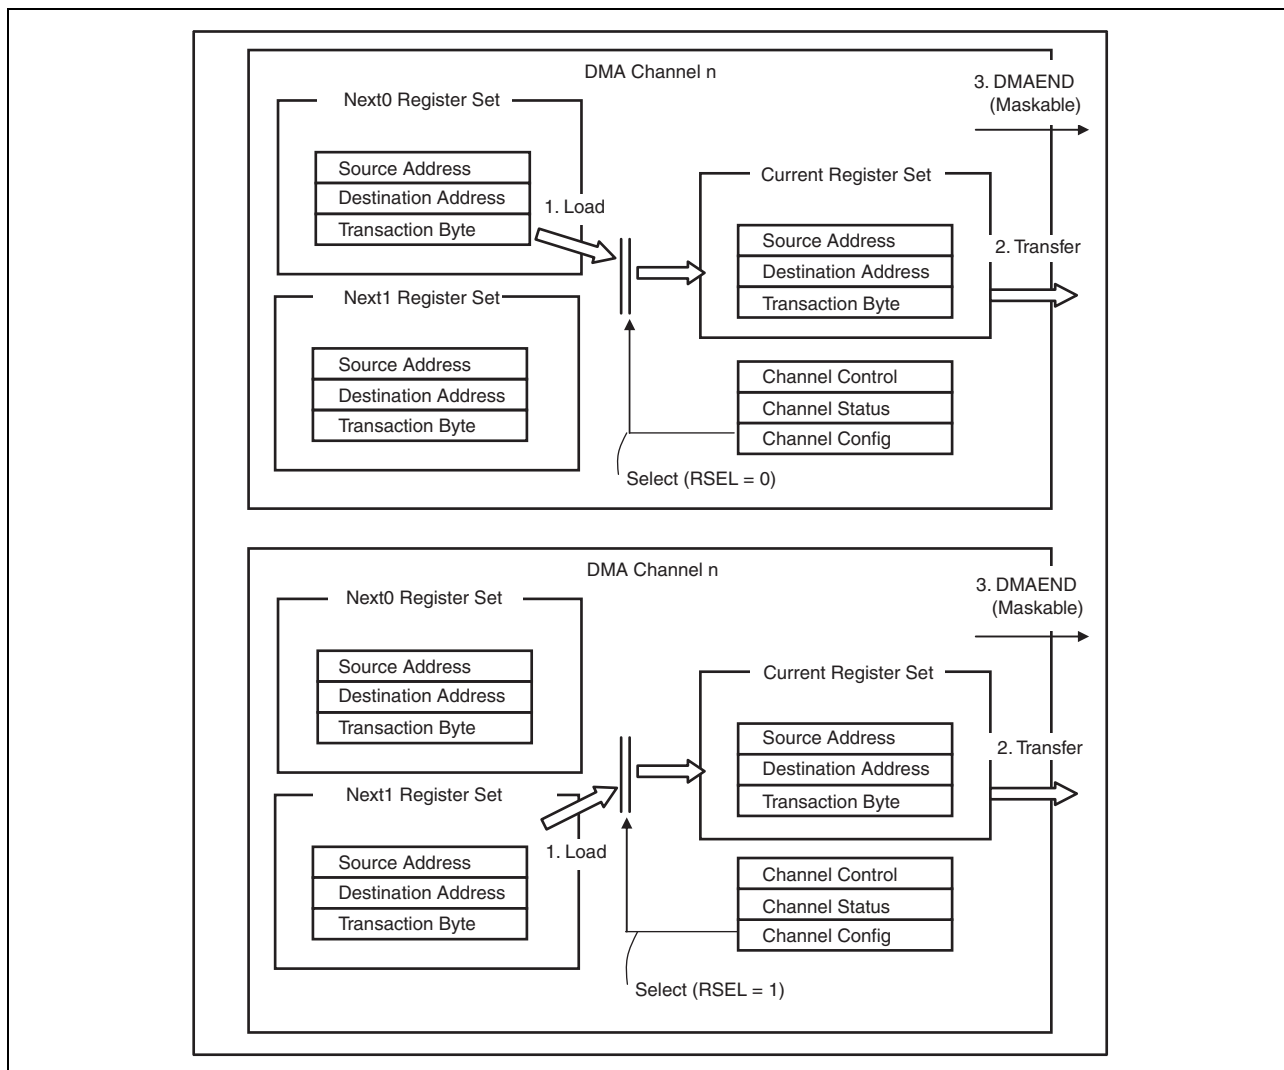 DMA Channel n
3. DMAEND
(Maskable)
Next0 Register Set
Source Address
Destination Address
Transaction Byte
1. Load
Current Register Set
Source Address
Destination Address
Transaction Byte
2. Transfer
Next1 Register Set
Source Address
Destination Address
Transaction Byte
Channel Control
Channel Status
Channel Config
Select (RSEL = 0)
DMA Channel n
3. DMAEND
(Maskable)
Next0 Register Set
Source Address
Destination Address
Transaction Byte
Current Register Set
Source Address
Destination Address
Transaction Byte
2. Transfer
Next1 Register Set
1. Load
Source Address
Destination Address
Transaction Byte
Channel Control
Channel Status
Channel Config
Select (RSEL = 1)